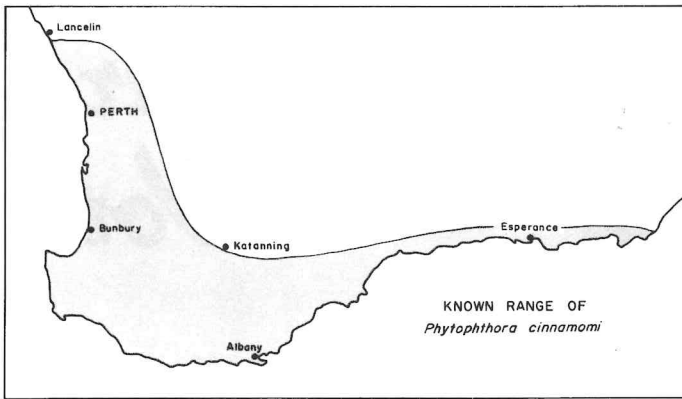 Lancelin
PERTH
Bunbury
Katanning
Esperance
Albany
KNOWN RANGE OF
Phytophthora cinnamomi